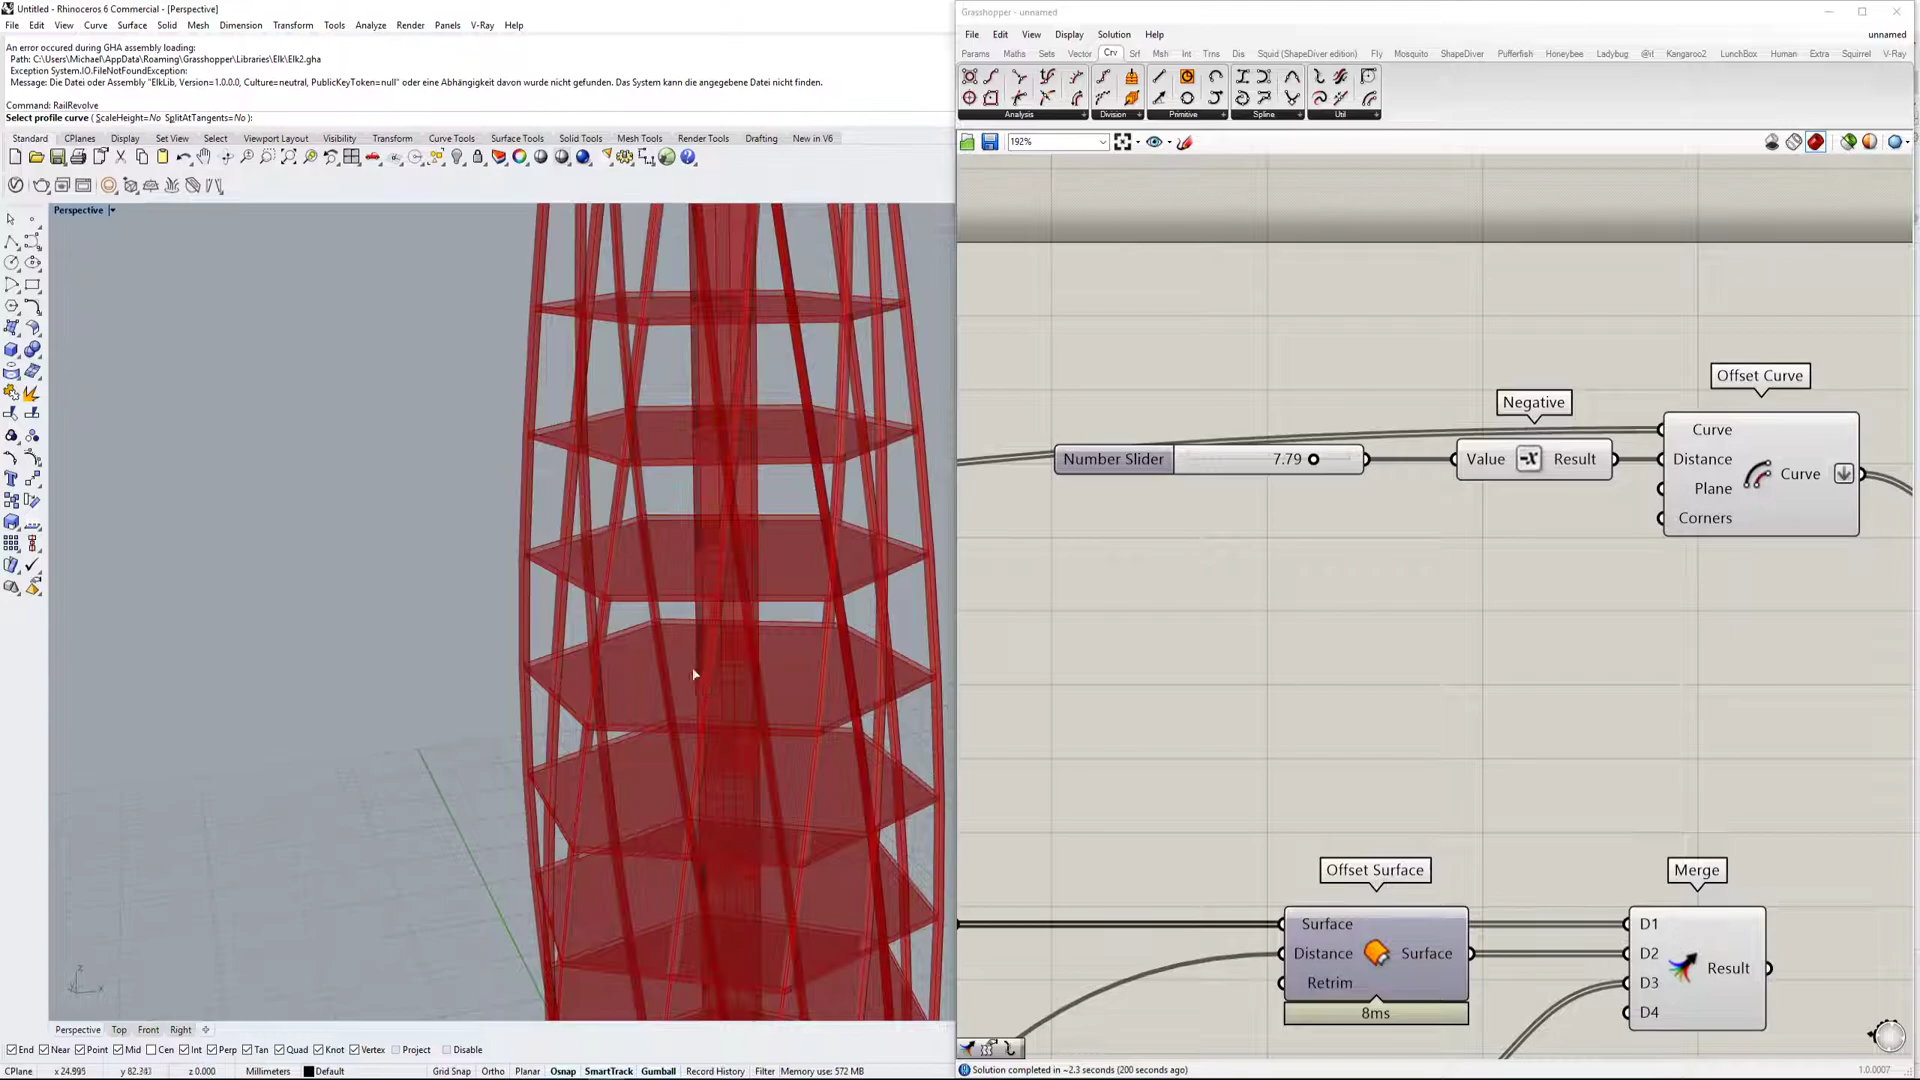 Untitled - Rhinoceros 6 Commercial - [Perspective]
File Edit View Curve Surface Solid Mesh Dimension Transform Tools Analyze Render Panels V-Ray Help
An error occured during GHA assembly loading:
Path: C:\Users\Michael\AppData\Roaming\Grasshopper\Libraries\Elk\Elk2.gha
Exception System.IO.FileNotFoundException:
Message: Die Datei oder Assembly "ElkLib, Version=1.0.0.0, Culture=neutral, PublicKeyToken=null" oder eine Abhängigkeit davon wurde nicht gefunden. Das System kann die angegebene Datei nicht finden.
Command: RailRevolve
Select profile curve ( ScaleHeight=No SplitAtTangents=No ):
Standard CPlanes Display Set View Select Viewport Layout Visibility Transform Curve Tools Surface Tools Solid Tools Mesh Tools Render Tools Drafting New in V6
Perspective
z
x
Perspective Top Front Right
End Near Point Mid Cen Int Perp Tan Quad Knot Vertex Project Disable
CPlane x 24.995 y 82.243 z 0.000 Millimeters Default Grid Snap Ortho Planar Osnap SmartTrack Gumball Record History Filter Memory use: 572 MB
Grasshopper - unnamed
File Edit View Display Solution Help
unnamed
Params Maths Sets Vector Crv Srf Msh Int Trns Dis Squid (ShapeDiver edition) Fly Mosquito ShapeDiver Pufferfish Honeybee Ladybug @it Kangaroo2 LunchBox Human Extra Squirrel V-Ray
Analysis Division Primitive Spline Util
192%
Offset Curve
Negative
Number Slider 7.79
Value -X Result
Curve
Distance
Plane
Corners
Curve
Offset Surface
Surface
Distance
Retrim
Surface
8ms
Merge
D1
D2
D3
D4
Result
Solution completed in ~2.3 seconds (200 seconds ago)
1.0.0007